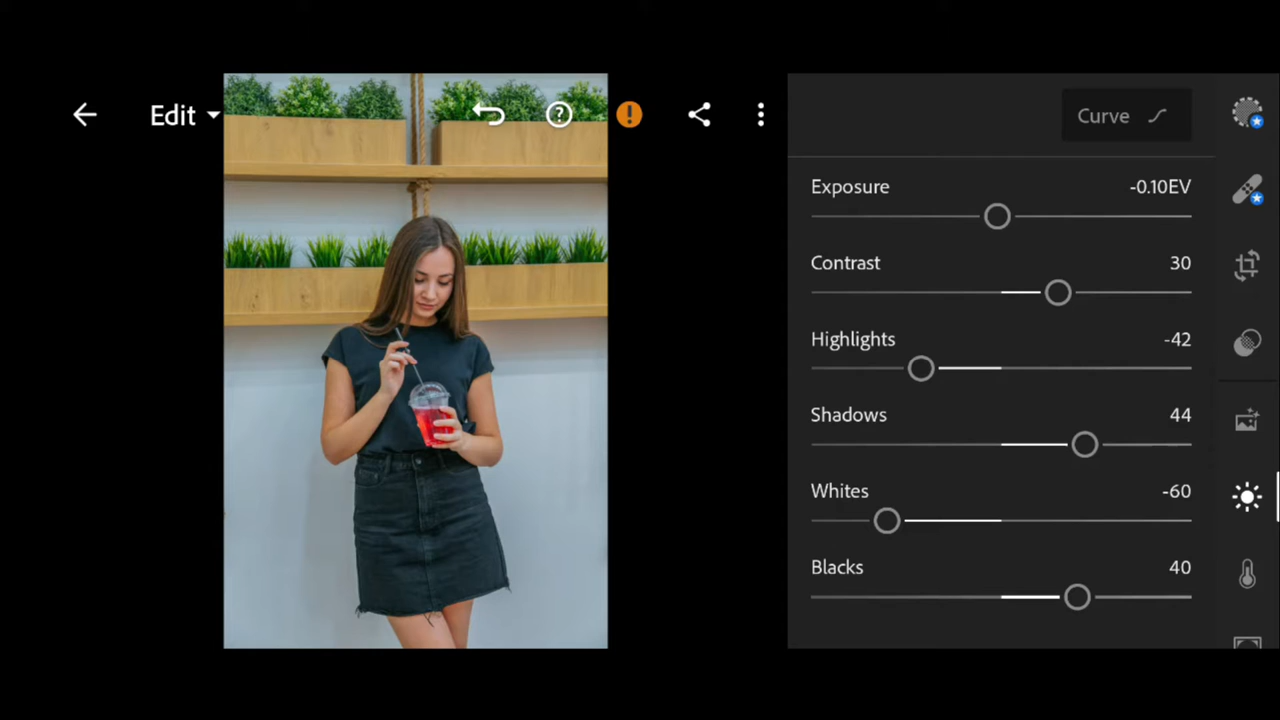 Edit
Curve
Exposure -0.10EV
Contrast 30
Highlights -42
Shadows 44
Whites -60
Blacks 40